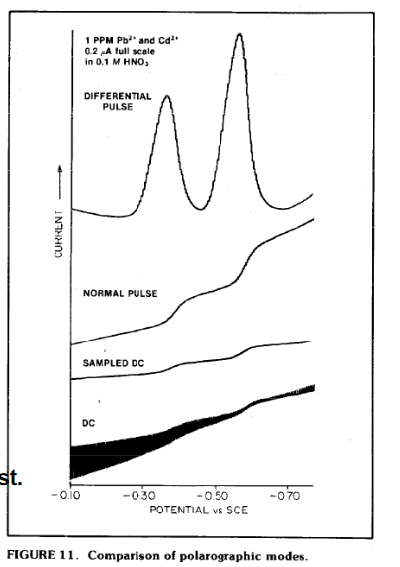 1 PPM Pb²⁺ and Cd²⁺
0.2 µA full scale
in 0.1 M HNO₃
DIFFERENTIAL
PULSE
CURRENT
NORMAL PULSE
SAMPLED DC
DC
st.
-0.10 -0.30 -0.50 -0.70
POTENTIAL vs SCE
FIGURE 11. Comparison of polarographic modes.